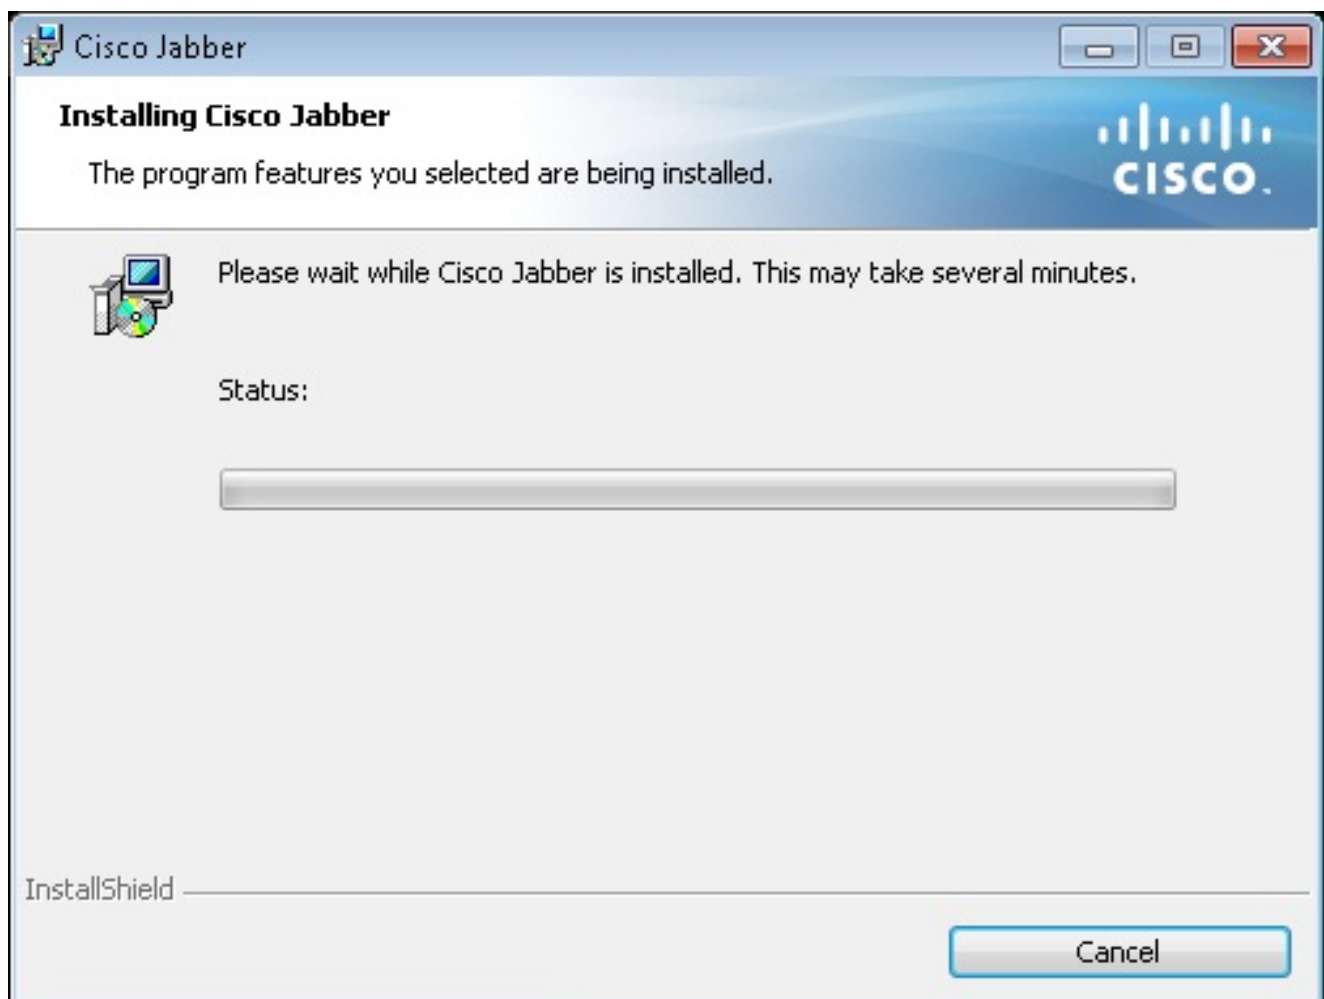 Cisco Jabber
Installing Cisco Jabber
The program features you selected are being installed.
CISCO.
Please wait while Cisco Jabber is installed. This may take several minutes.
Status:
InstallShield
Cancel